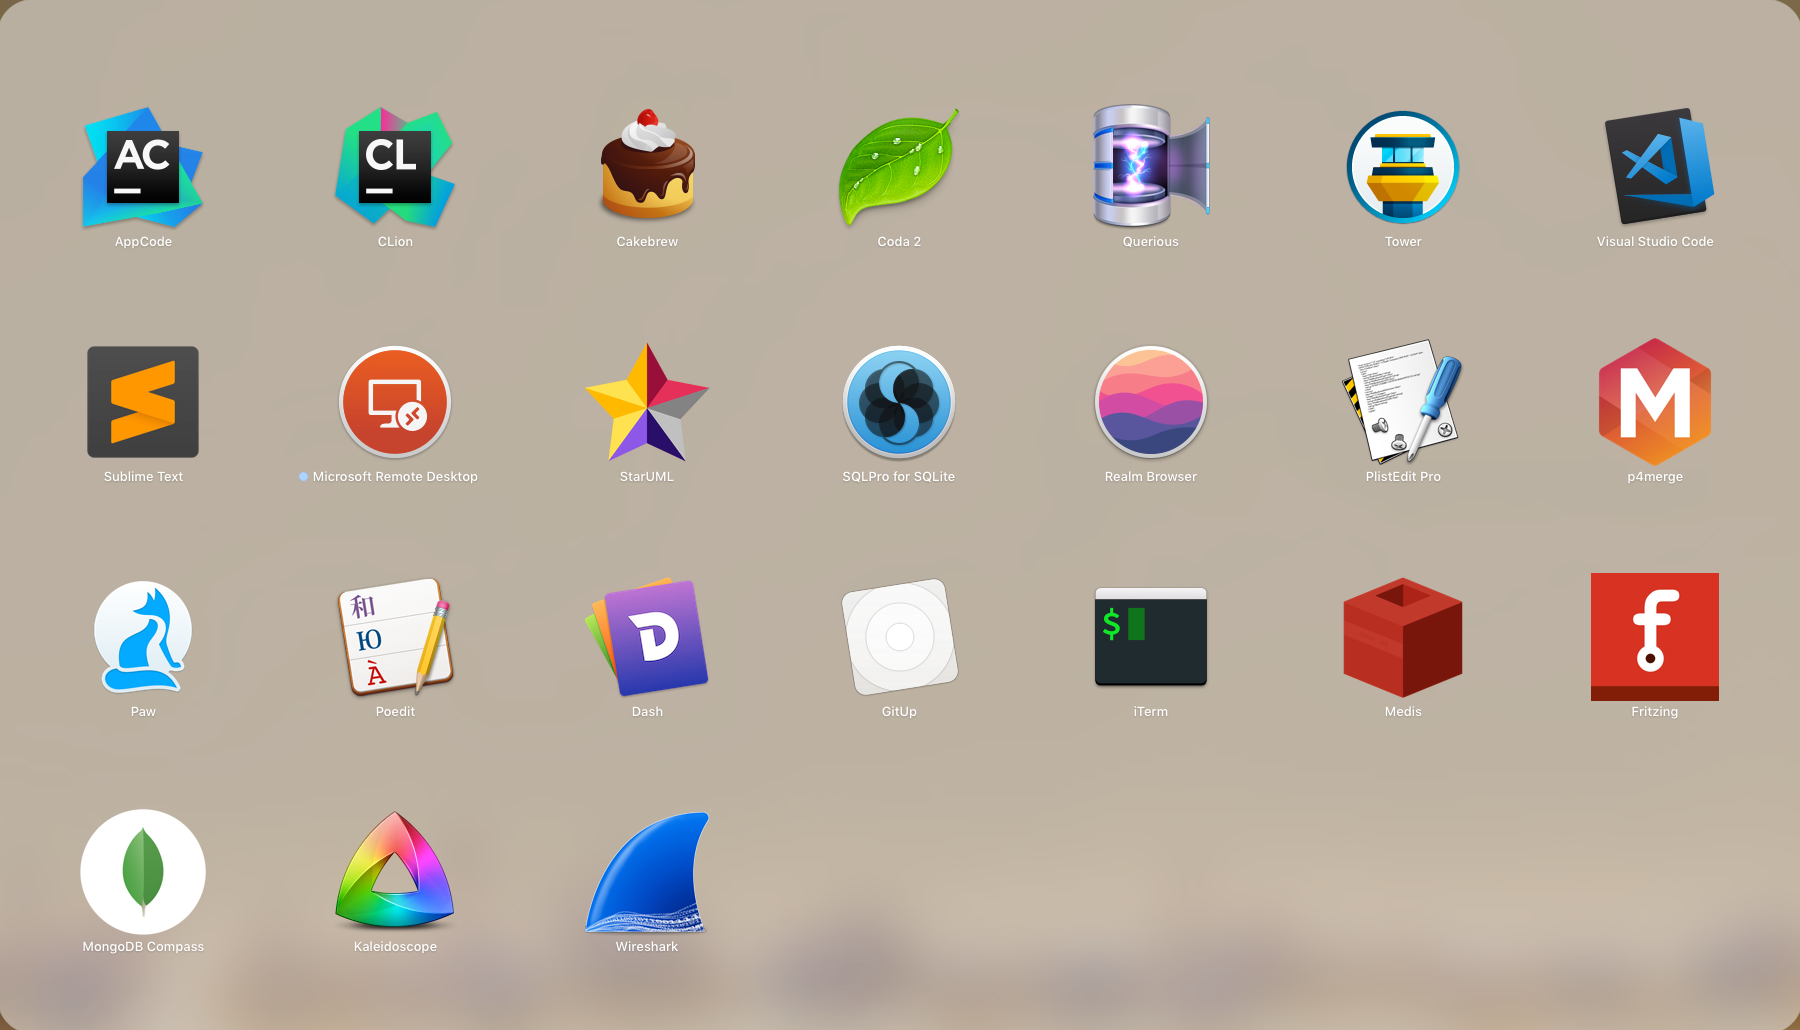 AC
CL
AppCode
CLion
Cakebrew
Coda 2
Querious
Tower
Visual Studio Code
S
M
Sublime Text
Microsoft Remote Desktop
StarUML
SQLPro for SQLite
Realm Browser
PlistEdit Pro
p4merge
和
Ю
À
D
$
f
Paw
Poedit
Dash
GitUp
iTerm
Medis
Fritzing
MongoDB Compass
Kaleidoscope
Wireshark